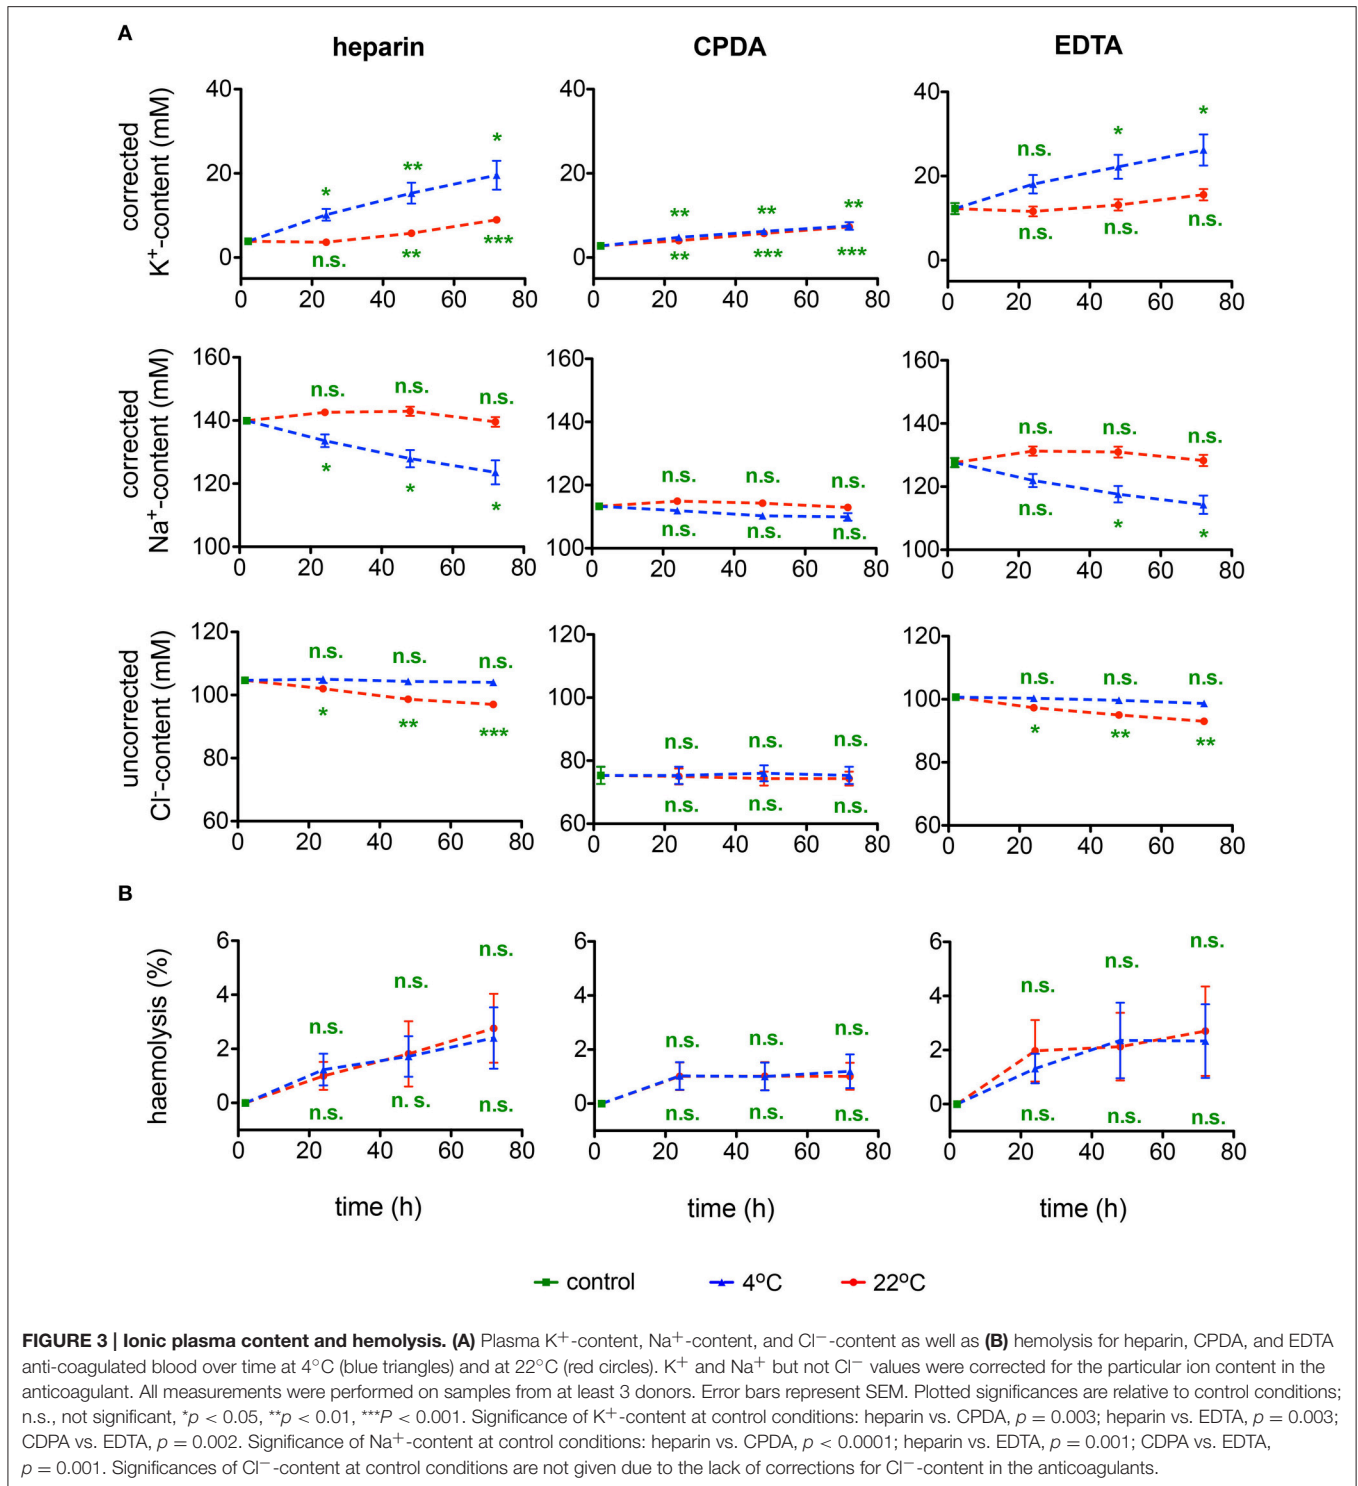 A
heparin
CPDA
EDTA
corrected
K+-content (mM)
40
20
0
* ** *
n.s. ** ***
0 20 40 60 80
40
20
0
** ** **
** *** ***
0 20 40 60 80
40
20
0
n.s. * *
n.s. n.s. n.s.
0 20 40 60 80
corrected
Na+-content (mM)
160
140
120
100
n.s. n.s. n.s.
* * *
0 20 40 60 80
160
140
120
100
n.s. n.s. n.s.
n.s. n.s. n.s.
0 20 40 60 80
160
140
120
100
n.s. n.s. n.s.
n.s. * *
0 20 40 60 80
uncorrected
Cl--content (mM)
120
100
80
60
n.s. n.s. n.s.
* ** ***
0 20 40 60 80
120
100
80
60
n.s. n.s. n.s.
n.s. n.s. n.s.
0 20 40 60 80
120
100
80
60
n.s. n.s. n.s.
* ** **
0 20 40 60 80
B
haemolysis (%)
6
4
2
0
n.s. n.s. n.s.
n.s. n. s. n.s.
0 20 40 60 80
time (h)
6
4
2
0
n.s. n.s. n.s.
n.s. n.s. n.s.
0 20 40 60 80
time (h)
6
4
2
0
n.s. n.s. n.s.
n.s. n.s. n.s.
0 20 40 60 80
time (h)
control 4°C 22°C
FIGURE 3 | Ionic plasma content and hemolysis. (A) Plasma K+-content, Na+-content, and Cl−-content as well as (B) hemolysis for heparin, CPDA, and EDTA
anti-coagulated blood over time at 4°C (blue triangles) and at 22°C (red circles). K+ and Na+ but not Cl− values were corrected for the particular ion content in the
anticoagulant. All measurements were performed on samples from at least 3 donors. Error bars represent SEM. Plotted significances are relative to control conditions;
n.s., not significant, *p < 0.05, **p < 0.01, ***P < 0.001. Significance of K+-content at control conditions: heparin vs. CPDA, p = 0.003; heparin vs. EDTA, p = 0.003;
CDPA vs. EDTA, p = 0.002. Significance of Na+-content at control conditions: heparin vs. CPDA, p < 0.0001; heparin vs. EDTA, p = 0.001; CDPA vs. EDTA,
p = 0.001. Significances of Cl−-content at control conditions are not given due to the lack of corrections for Cl−-content in the anticoagulants.